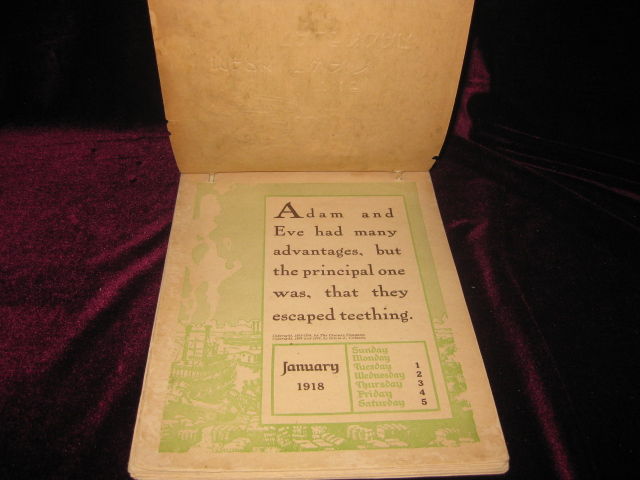 Adam and
Eve had many
advantages, but
the principal one
was, that they
escaped teething.
January
1918
Sunday
Monday
Tuesday 1
Wednesday 2
Thursday 3
Friday 4
Saturday 5